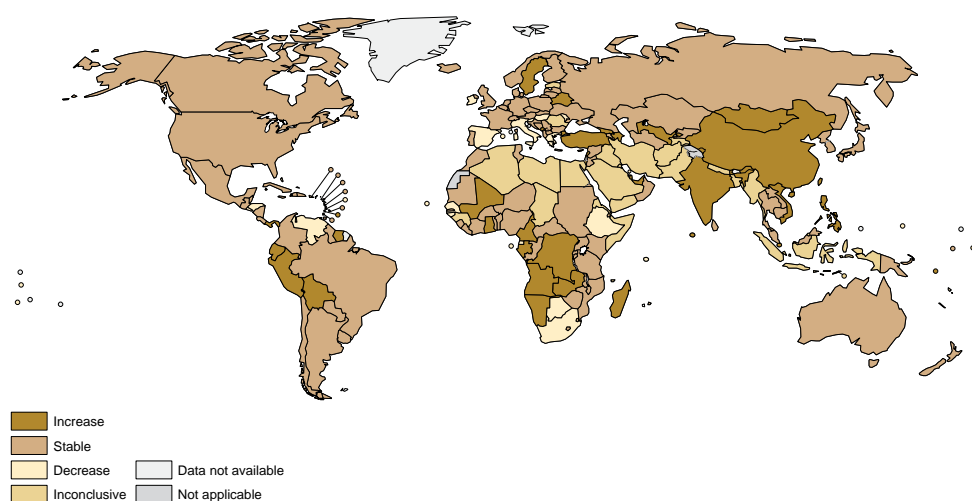 Increase
Stable
Decrease
Data not available
Inconclusive
Not applicable